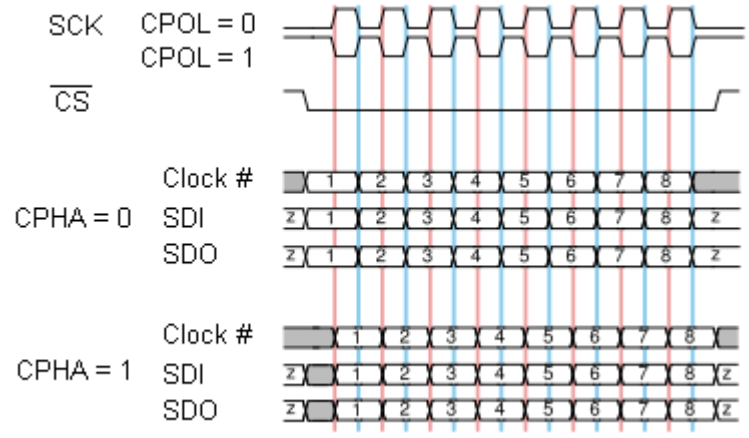 SCK CPOL = 0
CPOL = 1
CS
Clock # 1 2 3 4 5 6 7 8
CPHA = 0 SDI z 1 2 3 4 5 6 7 8 z
SDO z 1 2 3 4 5 6 7 8 z
Clock # 1 2 3 4 5 6 7 8
CPHA = 1 SDI z 1 2 3 4 5 6 7 8 z
SDO z 1 2 3 4 5 6 7 8 z